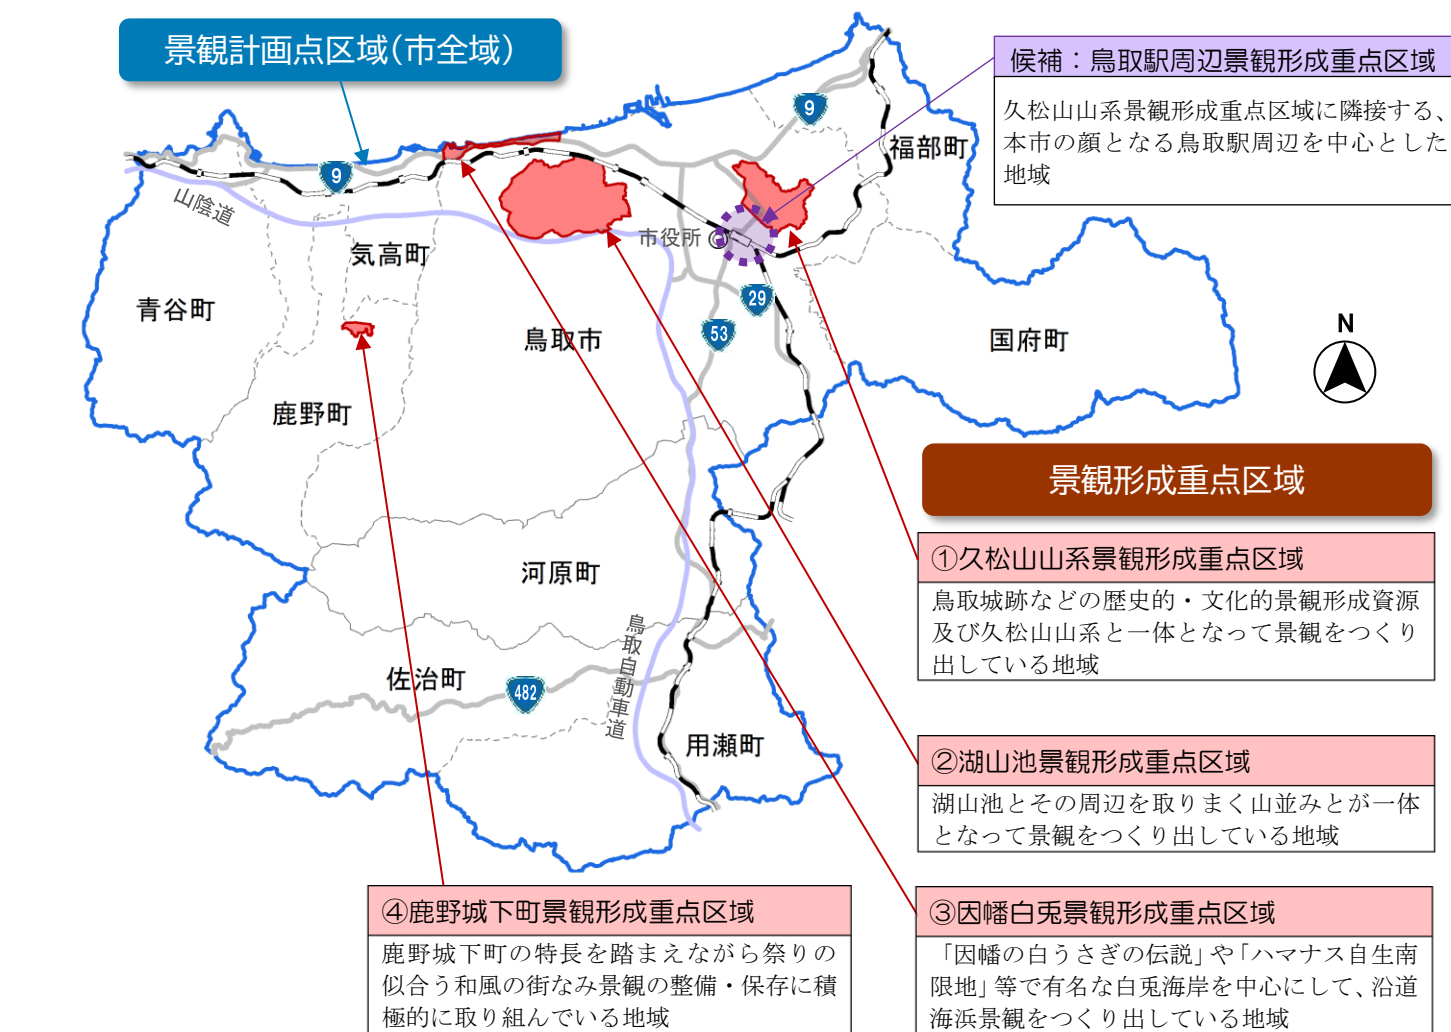 景観計画点区域(市全域)
候補：鳥取駅周辺景観形成重点区域
久松山山系景観形成重点区域に隣接する、
本市の顔となる鳥取駅周辺を中心とした
地域
9
福部町
9
山陰道
市役所
気高町
青谷町
29
53
鳥取市
国府町
N
鹿野町
景観形成重点区域
①久松山山系景観形成重点区域
鳥取城跡などの歴史的・文化的景観形成資源
及び久松山山系と一体となって景観をつくり
出している地域
河原町
鳥取自動車道
佐治町
482
用瀬町
②湖山池景観形成重点区域
湖山池とその周辺を取りまく山並みとが一体
となって景観をつくり出している地域
④鹿野城下町景観形成重点区域
鹿野城下町の特長を踏まえながら祭りの
似合う和風の街なみ景観の整備・保存に積
極的に取り組んでいる地域
③因幡白兎景観形成重点区域
「因幡の白うさぎの伝説」や「ハマナス自生南
限地」等で有名な白兎海岸を中心にして、沿道
海浜景観をつくり出している地域